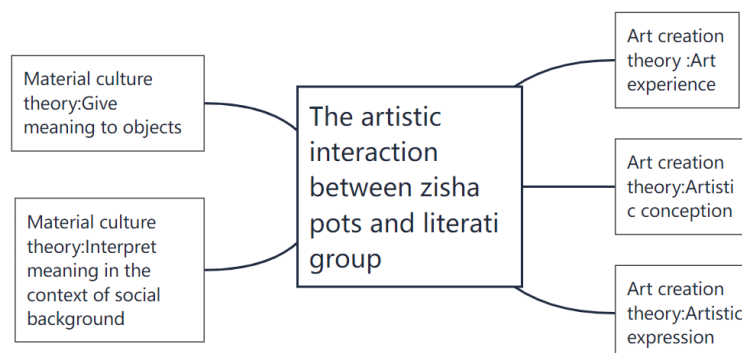 Material culture
theory:Give
meaning to objects
Material culture
theory:Interpret
meaning in the
context of social
background
The artistic
interaction
between zisha
pots and literati
group
Art creation
theory :Art
experience
Art creation
theory:Artisti
c conception
Art creation
theory:Artistic
expression